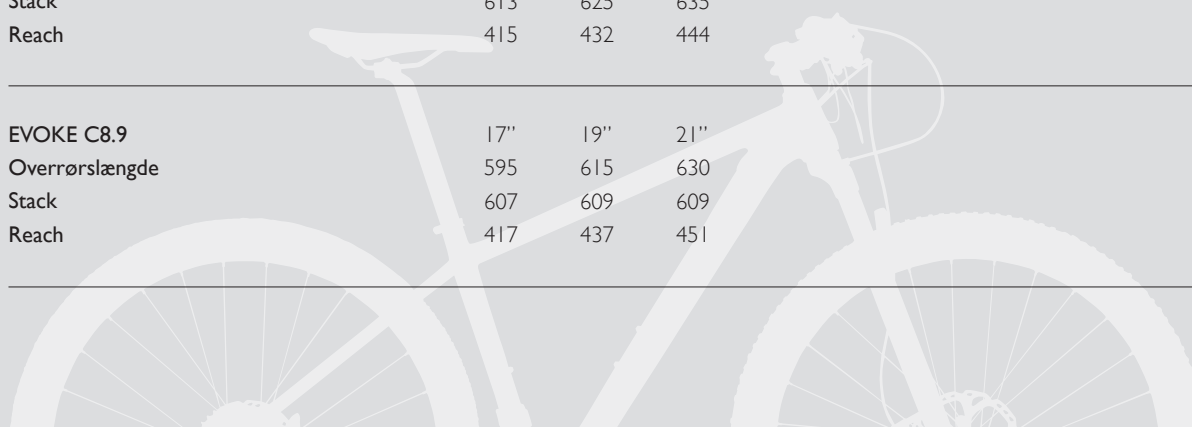 Stack 613 625 635
Reach 415 432 444
EVOKE C8.9 17” 19” 21”
Overrørslængde 595 615 630
Stack 607 609 609
Reach 417 437 451